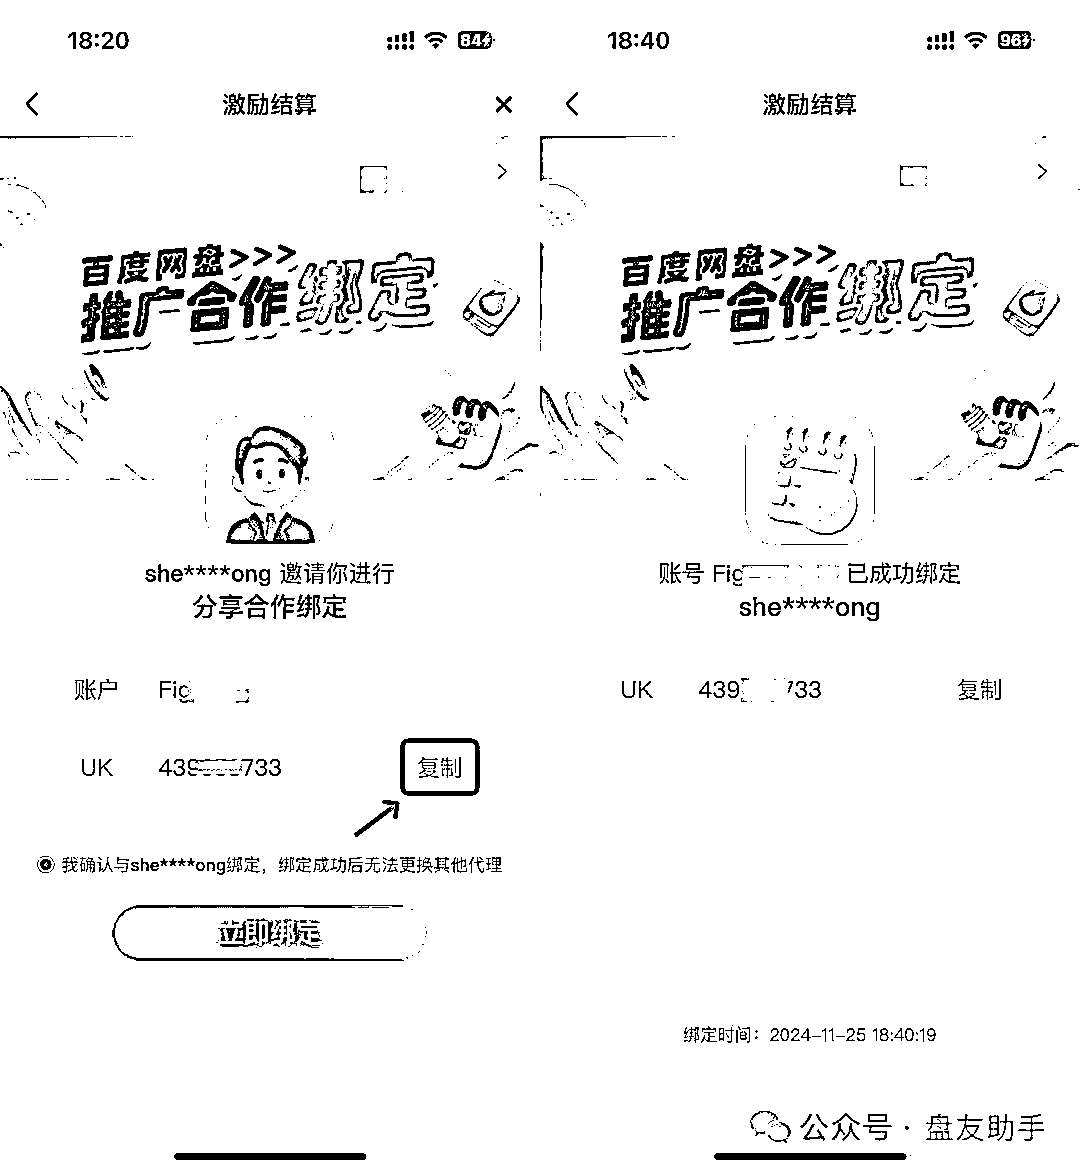 18:20
84
激励结算
百度网盘>>>
推广合作绑定
she****ong 邀请你进行
分享合作绑定
账户 Fig
UK 439 733
复制
我确认与she****ong绑定，绑定成功后无法更换其他代理
立即绑定
18:40
96
激励结算
百度网盘>>>
推广合作绑定
账号 Fig 已成功绑定
she****ong
UK 439 733 复制
绑定时间：2024-11-25 18:40:19
公众号 · 盘友助手